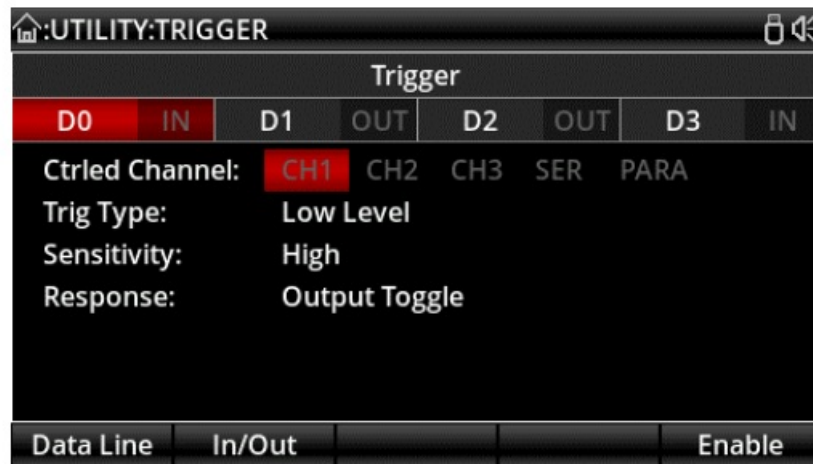 :UTILITY:TRIGGER
Trigger
D0 IN D1 OUT D2 OUT D3 IN
Ctrled Channel: CH1 CH2 CH3 SER PARA
Trig Type: Low Level
Sensitivity: High
Response: Output Toggle
Data Line In/Out Enable